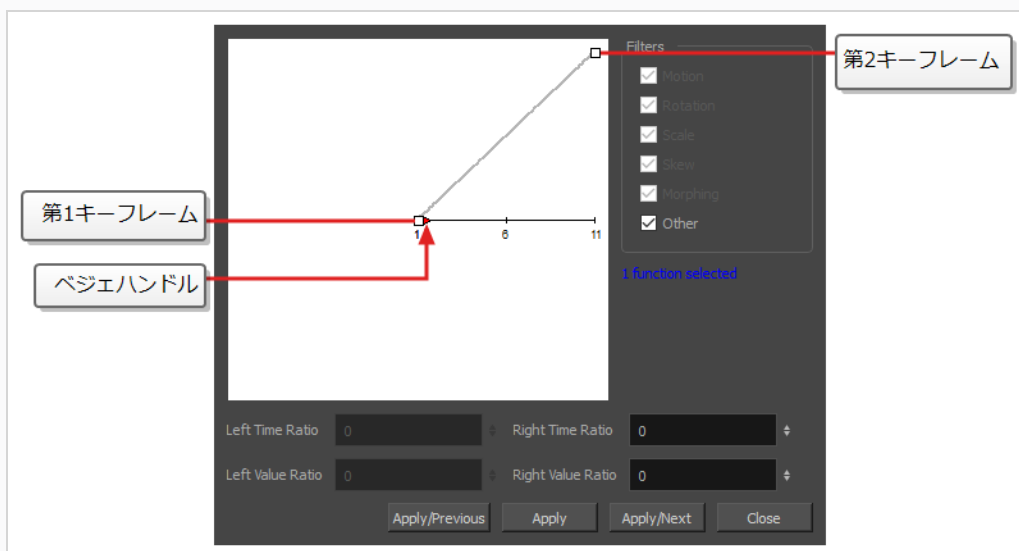 Filters
第2キーフレーム
Motion
Rotation
Scale
Skew
Morphing
Other
第1キーフレーム
1 6 11
ベジェハンドル
1 function selected
Left Time Ratio 0 Right Time Ratio 0
Left Value Ratio 0 Right Value Ratio 0
Apply/Previous Apply Apply/Next Close